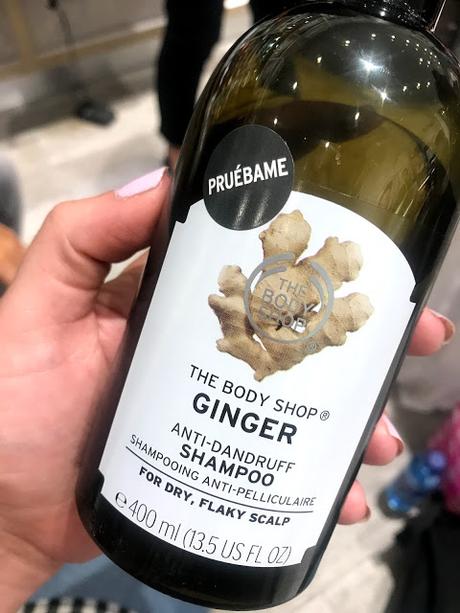 PRUÉBAME
THE
BODY
SHOP®
THE BODY SHOP®
GINGER
ANTI-DANDRUFF
SHAMPOO
SHAMPOOING ANTI-PELLICULAIRE
FOR DRY, FLAKY SCALP
℮400 ml (13.5 US FL OZ)